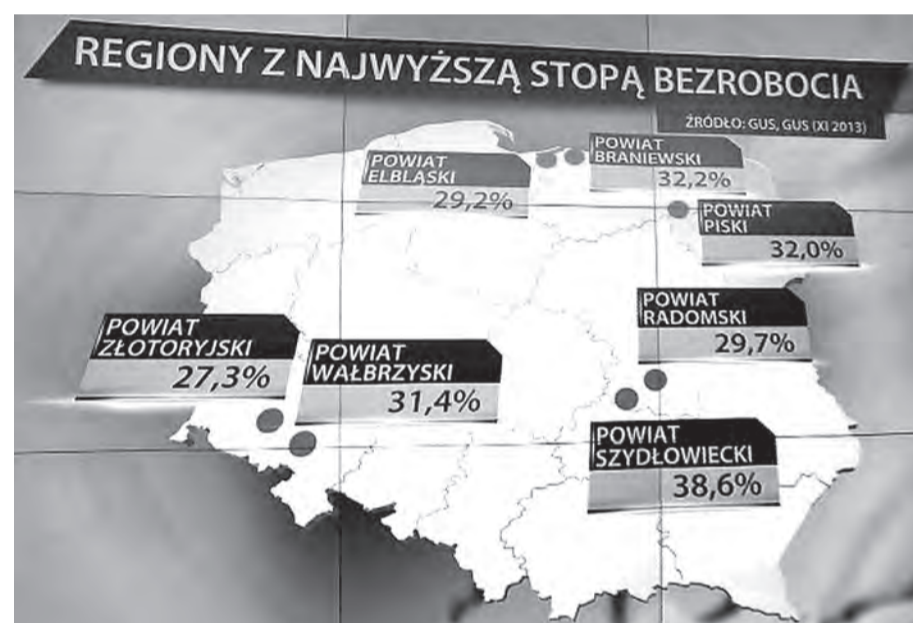 REGIONY Z NAJWYŻSZĄ STOPĄ BEZROBOCIA
ŹRÓDŁO: GUS, GUS (XI 2013)
POWIAT
ELBLĄSKI
29,2%
POWIAT
BRANIEWSKI
32,2%
POWIAT
PISKI
32,0%
POWIAT
RADOMSKI
29,7%
POWIAT
ZŁOTORYJSKI
27,3%
POWIAT
WAŁBRZYSKI
31,4%
POWIAT
SZYDŁOWIECKI
38,6%